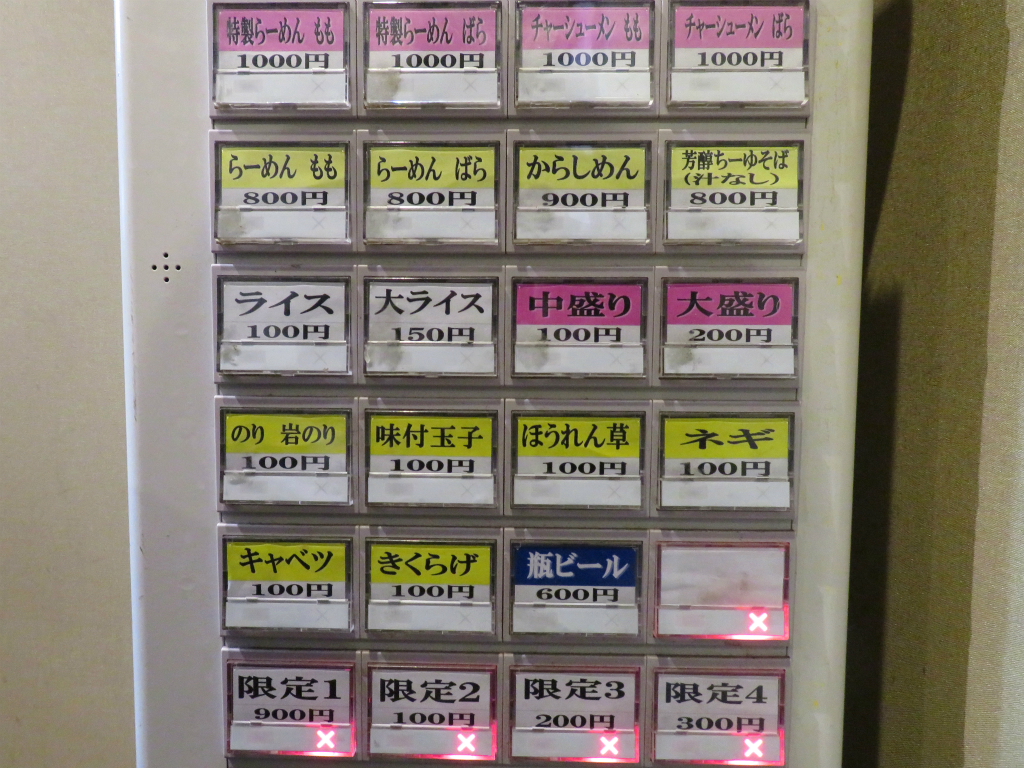 特製らーめん もも
1000円
特製らーめん ばら
1000円
チャーシューメン もも
1000円
チャーシューメン ばら
1000円
らーめん もも
800円
らーめん ばら
800円
からしめん
900円
芳醇ちーゆそば
(汁なし)
800円
ライス
100円
大ライス
150円
中盛り
100円
大盛り
200円
のり 岩のり
100円
味付玉子
100円
ほうれん草
100円
ネギ
100円
キャベツ
100円
きくらげ
100円
瓶ビール
600円
限定1
900円
限定2
100円
限定3
200円
限定4
300円